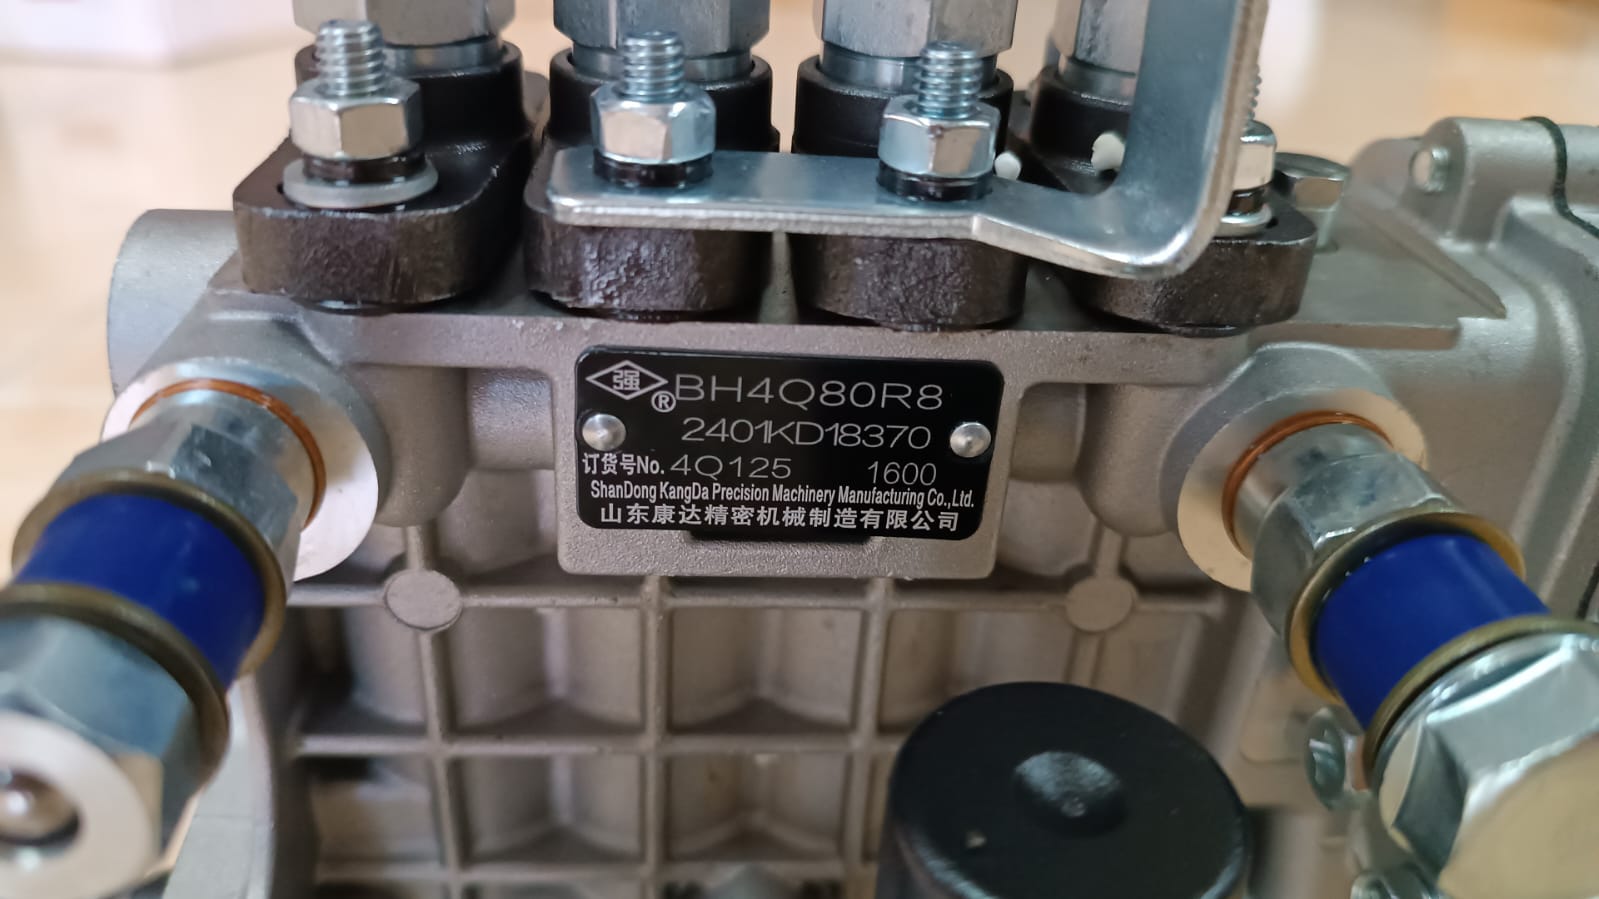 强®BH4Q80R8
2401KD18370
订货号No. 4Q125 1600
ShanDong KangDa Precision Machinery Manufacturing Co.,Ltd.
山东康达精密机械制造有限公司